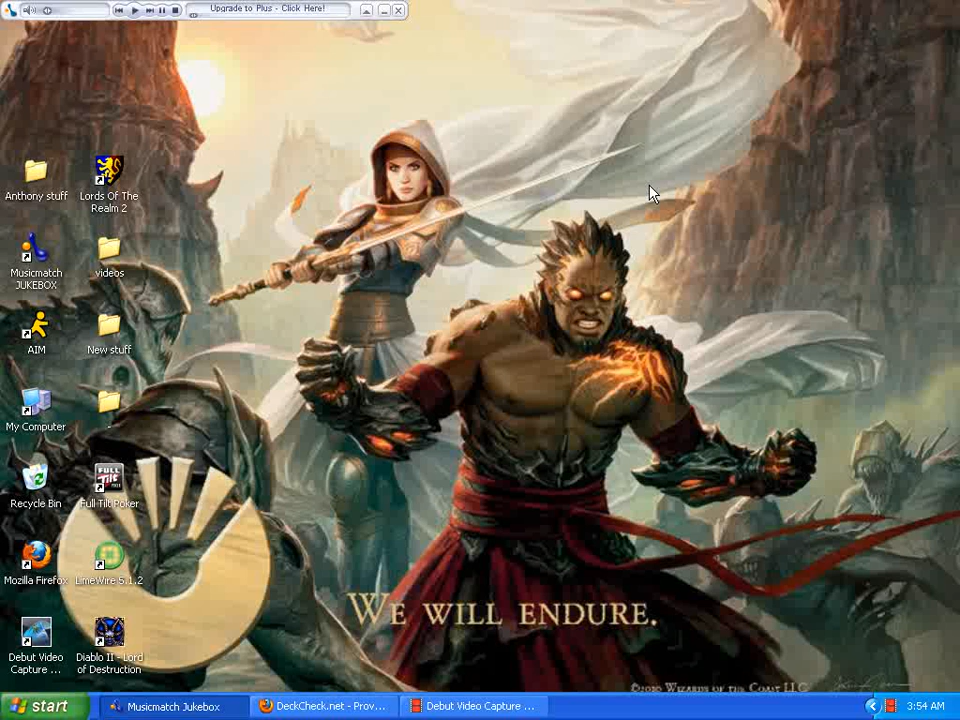 Upgrade to Plus - Click Here!
Anthony stuff
Lords Of The
Realm 2
Musicmatch
JUKEBOX
videos
AIM
New stuff
My Computer
Recycle Bin
FULL
TILT
Full Tilt Poker
Mozilla Firefox
LimeWire 5.1.2
Debut Video
Capture ...
Diablo II - Lord
of Destruction
WE WILL ENDURE.
©2010 WIZARDS OF THE COAST LLC
start
Musicmatch Jukebox
DeckCheck.net - Prov...
Debut Video Capture ...
3:54 AM